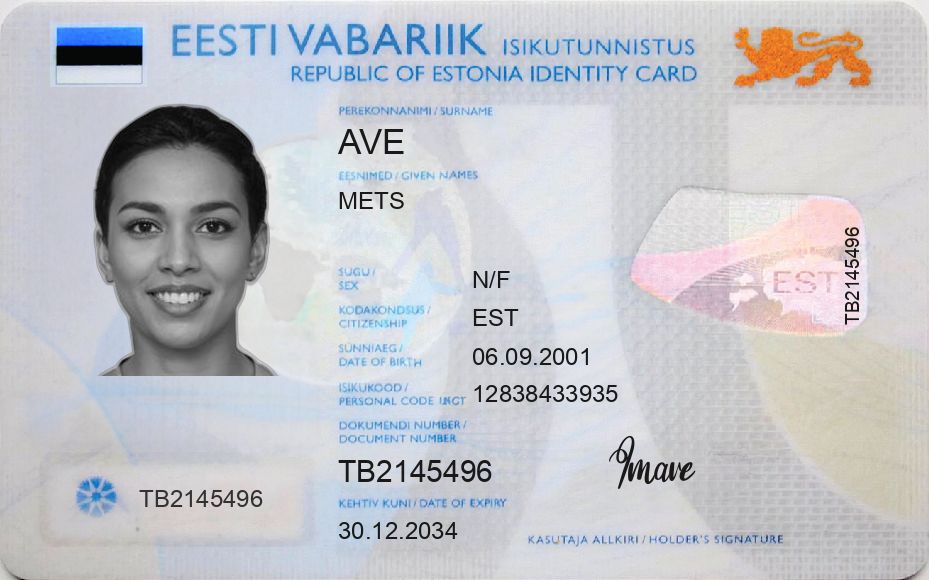 EESTI VABARIIK ISIKUTUNNISTUS
REPUBLIC OF ESTONIA IDENTITY CARD
PEREKONNANIMI / SURNAME
AVE
EESNIMED / GIVEN NAMES
METS
SUGU /
SEX
N/F
KODAKONDSUS /
CITIZENSHIP
EST
SÜNNIAEG /
DATE OF BIRTH
06.09.2001
ISIKUKOOD /
PERSONAL CODE
12838433935
DOKUMENDI NUMBER /
DOCUMENT NUMBER
TB2145496
KEHTIV KUNI / DATE OF EXPIRY
30.12.2034
TB2145496
EST
TB2145496
KASUTAJA ALLKIRI / HOLDER'S SIGNATURE